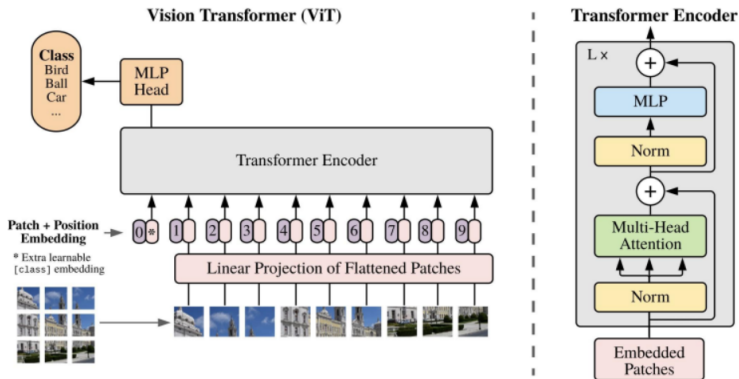 Vision Transformer (ViT)
Class
Bird
Ball
Car
...
MLP
Head
Transformer Encoder
Patch + Position
Embedding
0 * 1 2 3 4 5 6 7 8 9
* Extra learnable
[class] embedding
Linear Projection of Flattened Patches
Transformer Encoder
L x
+
MLP
Norm
+
Multi-Head
Attention
Norm
Embedded
Patches